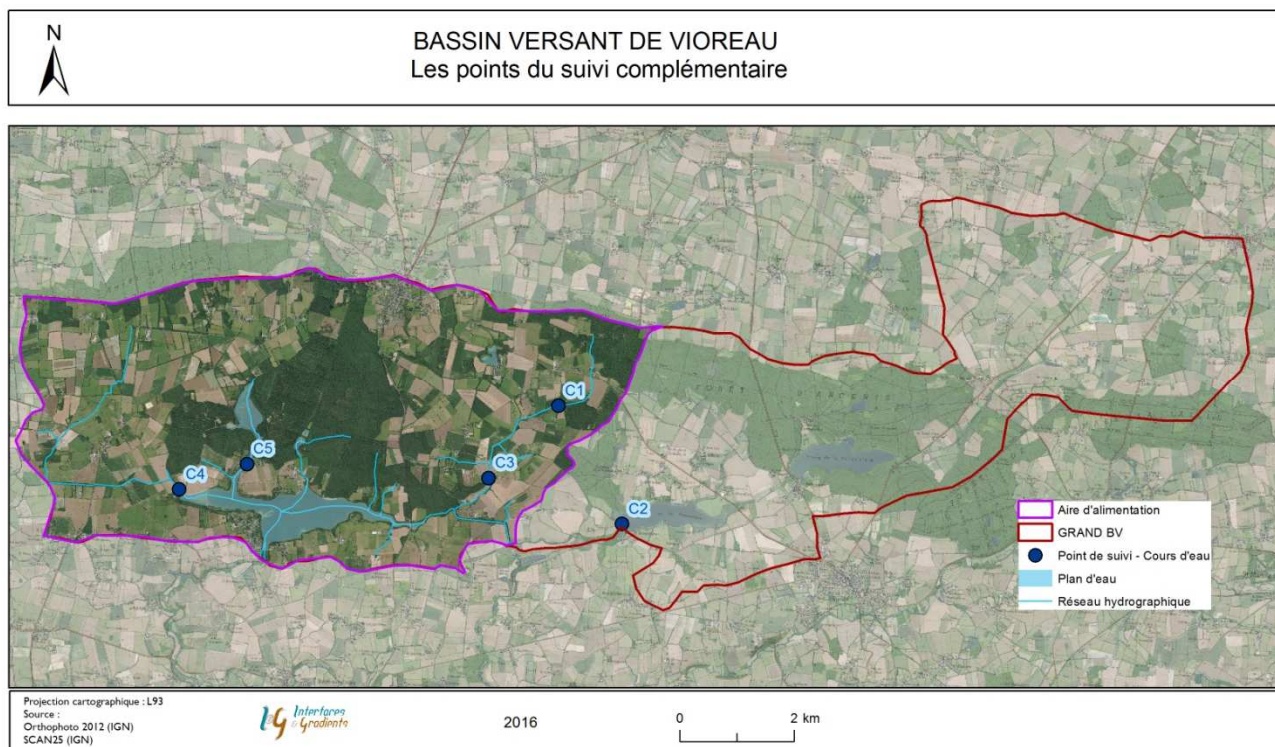 N
BASSIN VERSANT DE VIOREAU
Les points du suivi complémentaire
C1
C5
C3
C4
C2
FORÊT
Aire d'alimentation
GRAND BV
Point de suivi - Cours d'eau
Plan d'eau
Réseau hydrographique
Projection cartographique : L93
Source :
Orthophoto 2012 (IGN)
SCAN25 (IGN)
I&G Interfaces & Gradients
2016
0 2 km